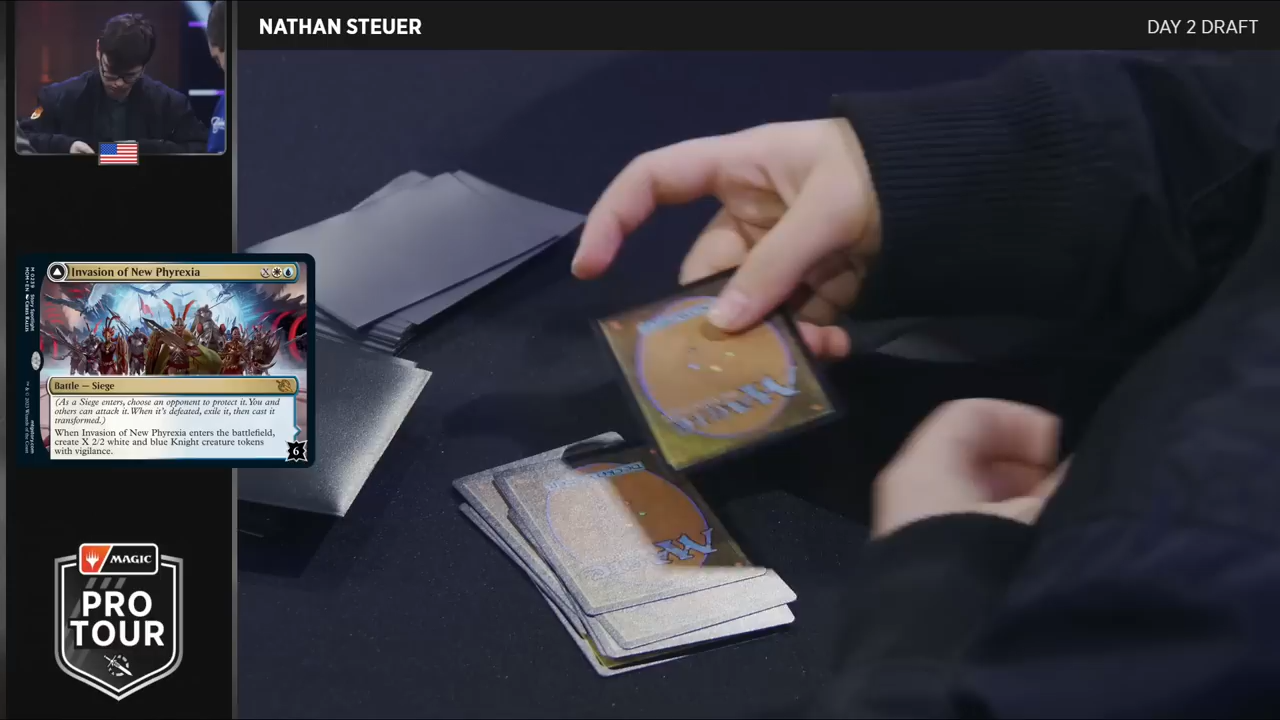 NATHAN STEUER
DAY 2 DRAFT
Invasion of New Phyrexia
X
Battle — Siege
(As a Siege enters, choose an opponent to protect it. You and
others can attack it. When it's defeated, exile it, then cast it
transformed.)
When Invasion of New Phyrexia enters the battlefield,
create X 2/2 white and blue Knight creature tokens
with vigilance.
6
MAGIC
PRO
TOUR